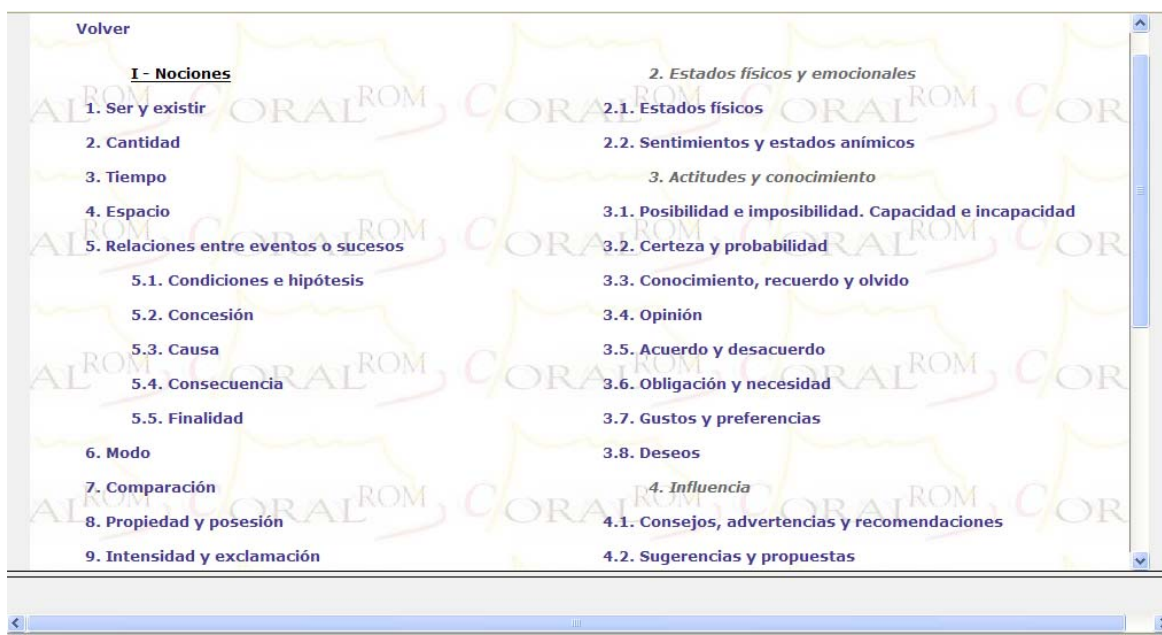 Volver
I - Nociones
1. Ser y existir
2. Cantidad
3. Tiempo
4. Espacio
5. Relaciones entre eventos o sucesos
5.1. Condiciones e hipótesis
5.2. Concesión
5.3. Causa
5.4. Consecuencia
5.5. Finalidad
6. Modo
7. Comparación
8. Propiedad y posesión
9. Intensidad y exclamación
2. Estados físicos y emocionales
2.1. Estados físicos
2.2. Sentimientos y estados anímicos
3. Actitudes y conocimiento
3.1. Posibilidad e imposibilidad. Capacidad e incapacidad
3.2. Certeza y probabilidad
3.3. Conocimiento, recuerdo y olvido
3.4. Opinión
3.5. Acuerdo y desacuerdo
3.6. Obligación y necesidad
3.7. Gustos y preferencias
3.8. Deseos
4. Influencia
4.1. Consejos, advertencias y recomendaciones
4.2. Sugerencias y propuestas